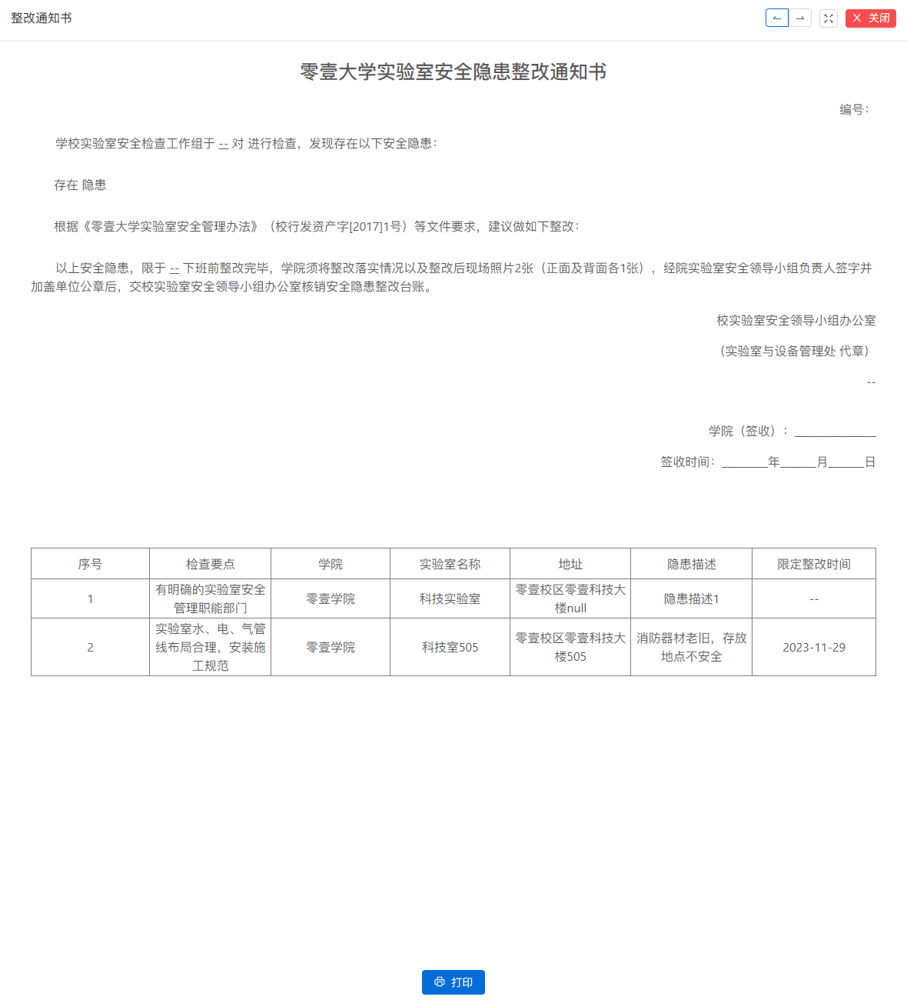 整改通知书
关闭
零壹大学实验室安全隐患整改通知书
编号：
学校实验室安全检查工作组于 -- 对 进行检查，发现存在以下安全隐患：
存在 隐患
根据《零壹大学实验室安全管理办法》（校行发资产字[2017]1号）等文件要求，建议做如下整改：
以上安全隐患，限于 -- 下班前整改完毕，学院须将整改落实情况以及整改后现场照片2张（正面及背面各1张），经院实验室安全领导小组负责人签字并
加盖单位公章后，交校实验室安全领导小组办公室核销安全隐患整改台账。
校实验室安全领导小组办公室
（实验室与设备管理处 代章）
--
学院（签收）：________________
签收时间：_________年_______月_______日
序号 检查要点 学院 实验室名称 地址 隐患描述 限定整改时间
1 有明确的实验室安全管理职能部门 零壹学院 科技实验室 零壹校区零壹科技大楼null 隐患描述1 --
2 实验室水、电、气管线布局合理，安装施工规范 零壹学院 科技室505 零壹校区零壹科技大楼505 消防器材老旧，存放地点不安全 2023-11-29
打印